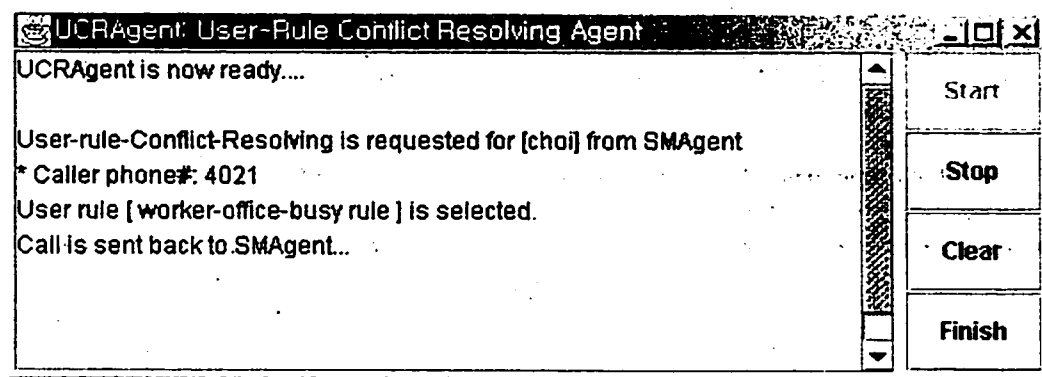 UCRAgent: User-Rule Conflict Resolving Agent
UCRAgent is now ready....
User-rule-Conflict-Resolving is requested for [choi] from SMAgent
* Caller phone#: 4021
User rule [ worker-office-busy rule ] is selected.
Call is sent back to SMAgent...
Start
Stop
Clear
Finish